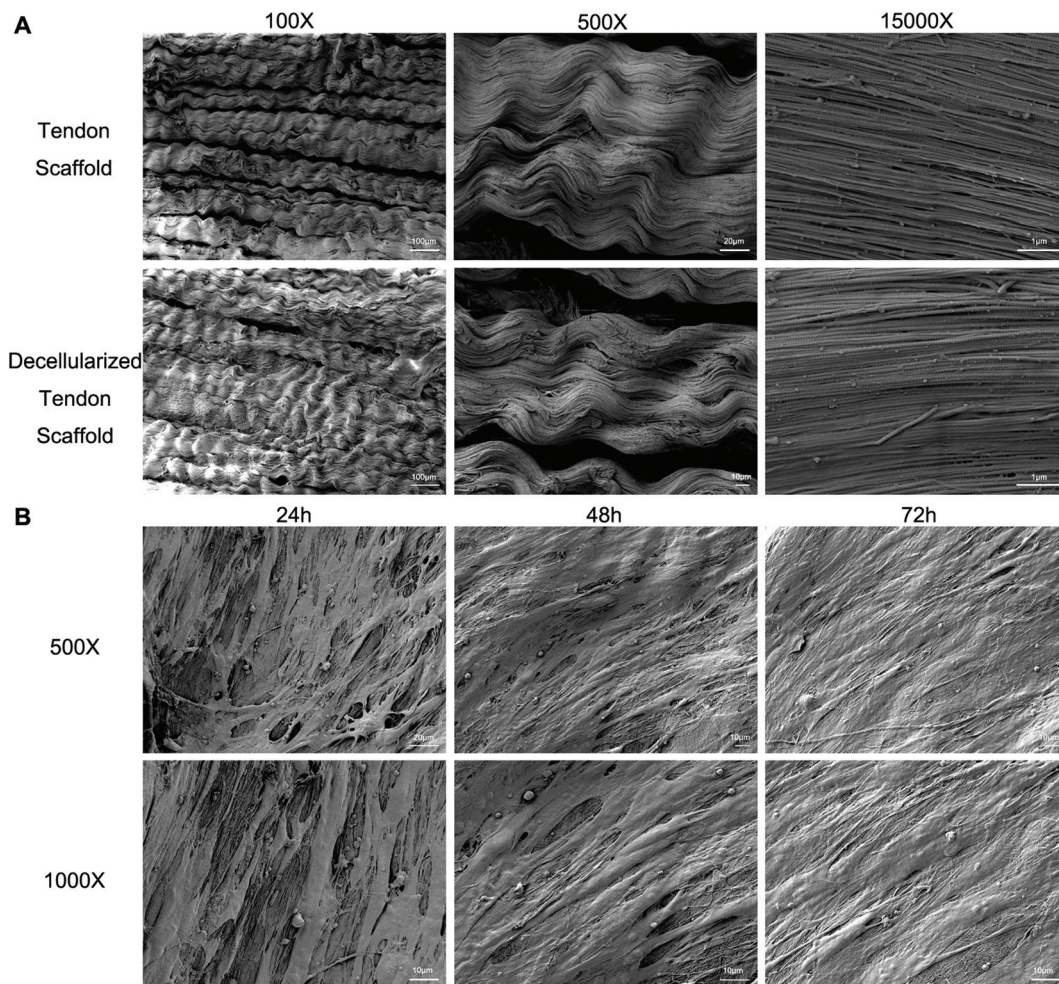 A
100X
500X
15000X
Tendon
Scaffold
100µm
20µm
1µm
Decellularized
Tendon
Scaffold
100µm
10µm
1µm
B
24h
48h
72h
500X
20µm
10µm
10µm
1000X
10µm
10µm
10µm